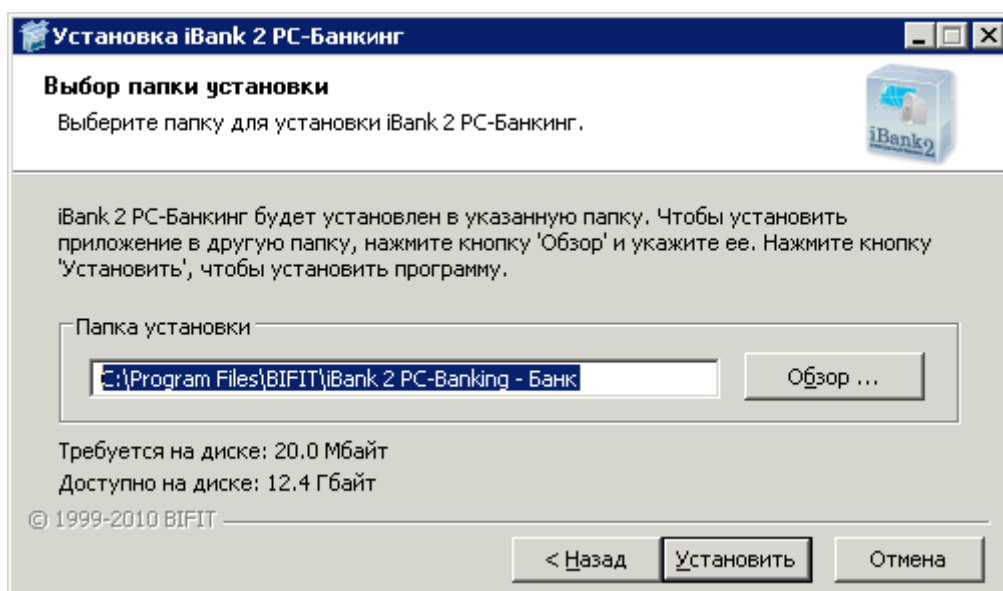 Установка iBank 2 PC-Банкинг
Выбор папки установки
Выберите папку для установки iBank 2 PC-Банкинг.
iBank2
iBank 2 PC-Банкинг будет установлен в указанную папку. Чтобы установить
приложение в другую папку, нажмите кнопку 'Обзор' и укажите ее. Нажмите кнопку
'Установить', чтобы установить программу.
Папка установки
C:\Program Files\BIFIT\iBank 2 PC-Banking - Банк
Обзор ...
Требуется на диске: 20.0 Мбайт
Доступно на диске: 12.4 Гбайт
© 1999-2010 BIFIT
< Назад
Установить
Отмена